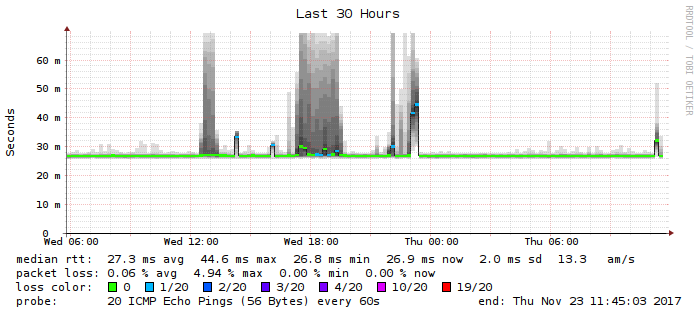 Last 30 Hours
RRDTOOL / TOBI OETIKER
Seconds
60 m
50 m
40 m
30 m
20 m
10 m
0
Wed 06:00 Wed 12:00 Wed 18:00 Thu 00:00 Thu 06:00
median rtt: 27.3 ms avg 44.6 ms max 26.8 ms min 26.9 ms now 2.0 ms sd 13.3 am/s
packet loss: 0.06 % avg 4.94 % max 0.00 % min 0.00 % now
loss color: 0 1/20 2/20 3/20 4/20 10/20 19/20
probe: 20 ICMP Echo Pings (56 Bytes) every 60s end: Thu Nov 23 11:45:03 2017